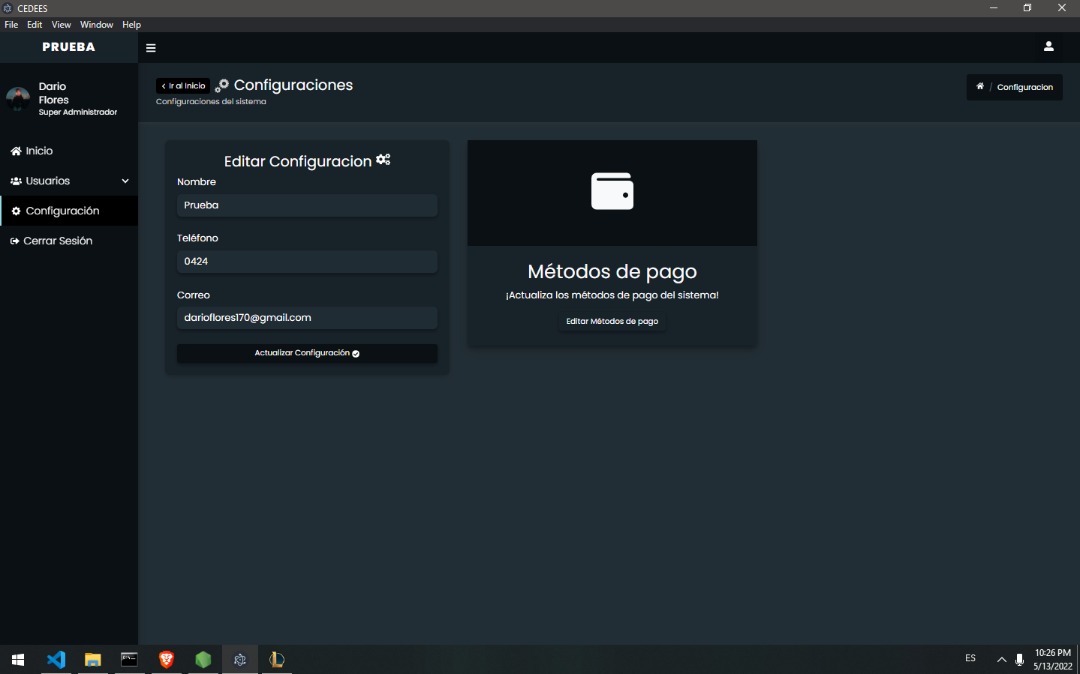 CEDEES
File Edit View Window Help
PRUEBA
Dario
Flores
Super Administrador
Inicio
Usuarios
Configuración
Cerrar Sesión
Ir al Inicio
Configuraciones
Configuraciones del sistema
/ Configuracion
Editar Configuracion
Nombre
Prueba
Teléfono
0424
Correo
darioflores170@gmail.com
Actualizar Configuración
Métodos de pago
¡Actualiza los métodos de pago del sistema!
Editar Métodos de pago
ES
10:26 PM
5/13/2022